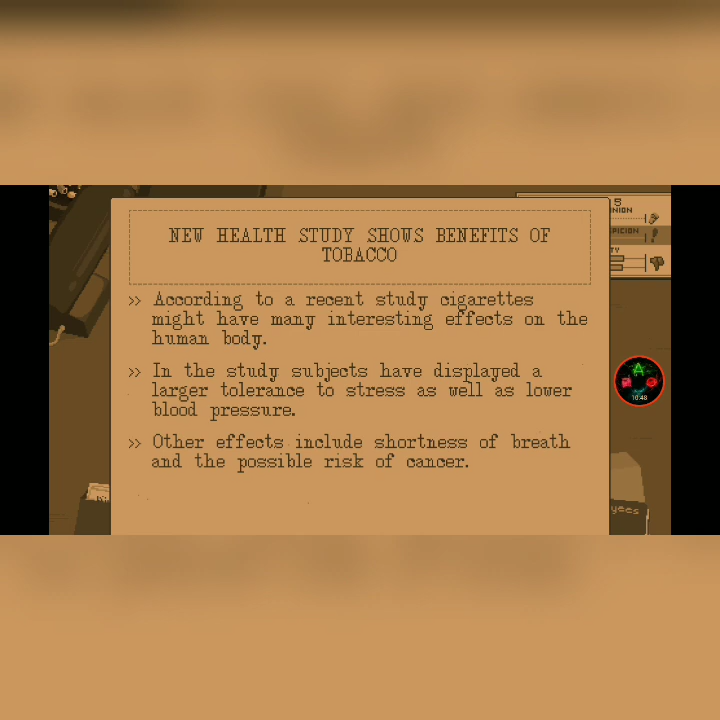 S
NEW HEALTH STUDY SHOWS BENEFITS OF
TOBACCO
>> According to a recent study cigarettes
might have many interesting effects on the
human body.
>> In the study subjects have displayed a
larger tolerance to stress as well as lower
blood pressure.
>> Other effects include shortness of breath
and the possible risk of cancer.
A
10:48